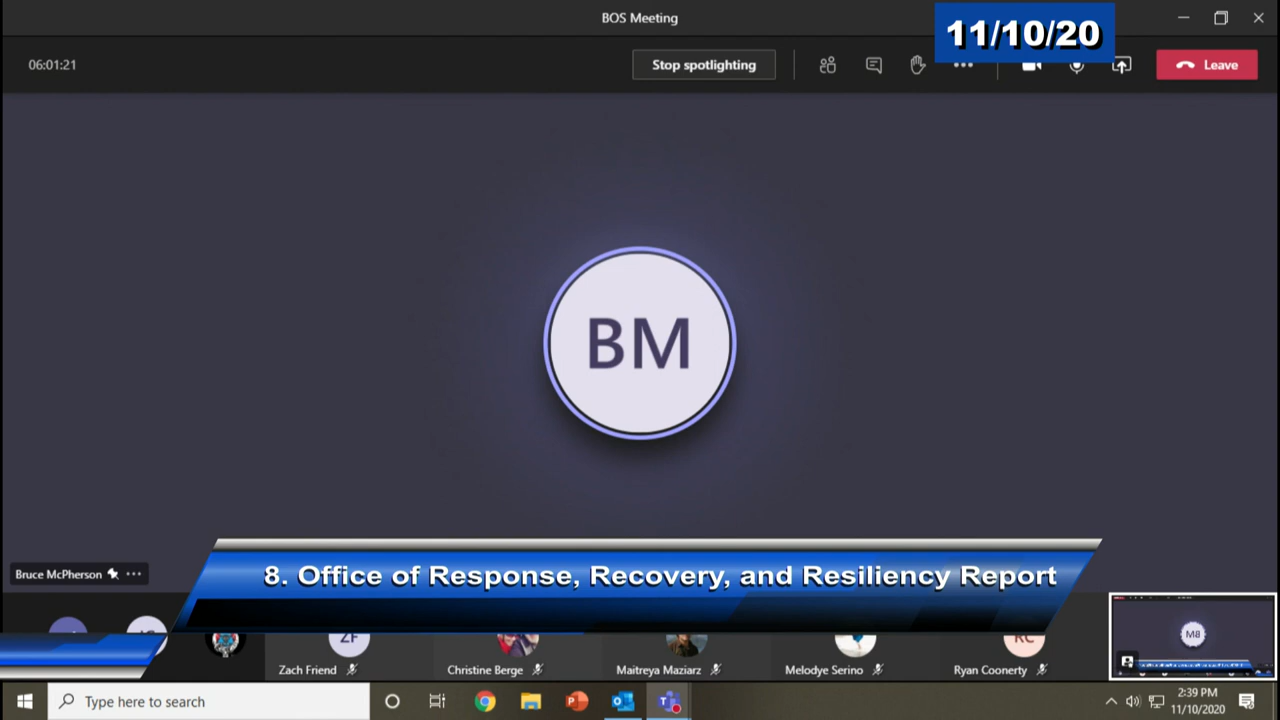 BOS Meeting
11/10/20
06:01:21
Stop spotlighting
Leave
BM
Bruce McPherson
8. Office of Response, Recovery, and Resiliency Report
ZF
RC
M8
Zach Friend
Christine Berge
Maitreya Maziarz
Melodye Serino
Ryan Coonerty
Type here to search
2:39 PM
11/10/2020